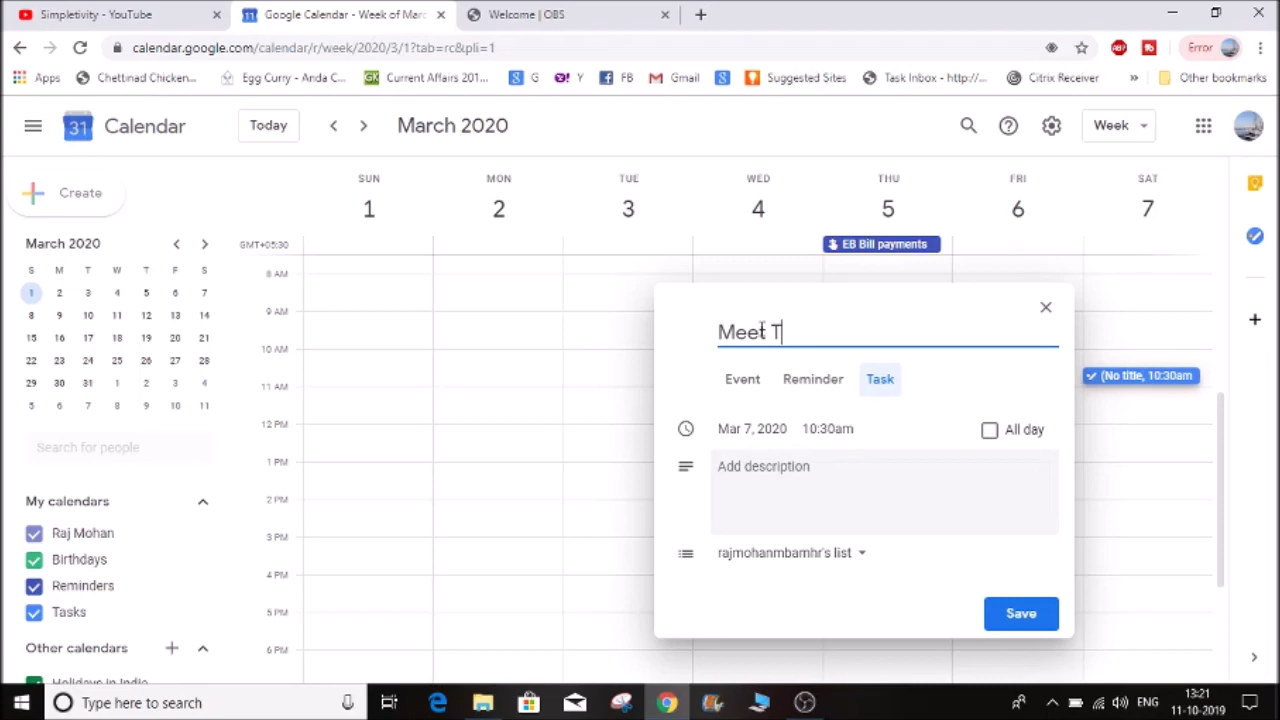 Simpletivity - YouTube
Google Calendar - Week of Marc
Welcome | OBS
calendar.google.com/calendar/r/week/2020/3/1?tab=rc&pli=1
ABP
Error
Apps
Chettinad Chicken...
Egg Curry - Anda C...
GK Current Affairs 201...
G
Y
FB
Gmail
Suggested Sites
Task Inbox - http://...
Citrix Receiver
»
Other bookmarks
31 Calendar
Today
March 2020
Week
Create
SUN
MON
TUE
WED
THU
FRI
SAT
1
2
3
4
5
6
7
March 2020
GMT+05:30
EB Bill payments
S M T W T F S
1 2 3 4 5 6 7
8 9 10 11 12 13 14
15 16 17 18 19 20 21
22 23 24 25 26 27 28
29 30 31 1 2 3 4
5 6 7 8 9 10 11
8 AM
9 AM
10 AM
11 AM
12 PM
1 PM
2 PM
3 PM
4 PM
5 PM
6 PM
(No title, 10:30am
Meet T
Event
Reminder
Task
Mar 7, 2020 10:30am
All day
Add description
rajmohanmbamhr's list
Save
Search for people
My calendars
Raj Mohan
Birthdays
Reminders
Tasks
Other calendars
Holidays in India
Type here to search
ENG
13:21
11-10-2019